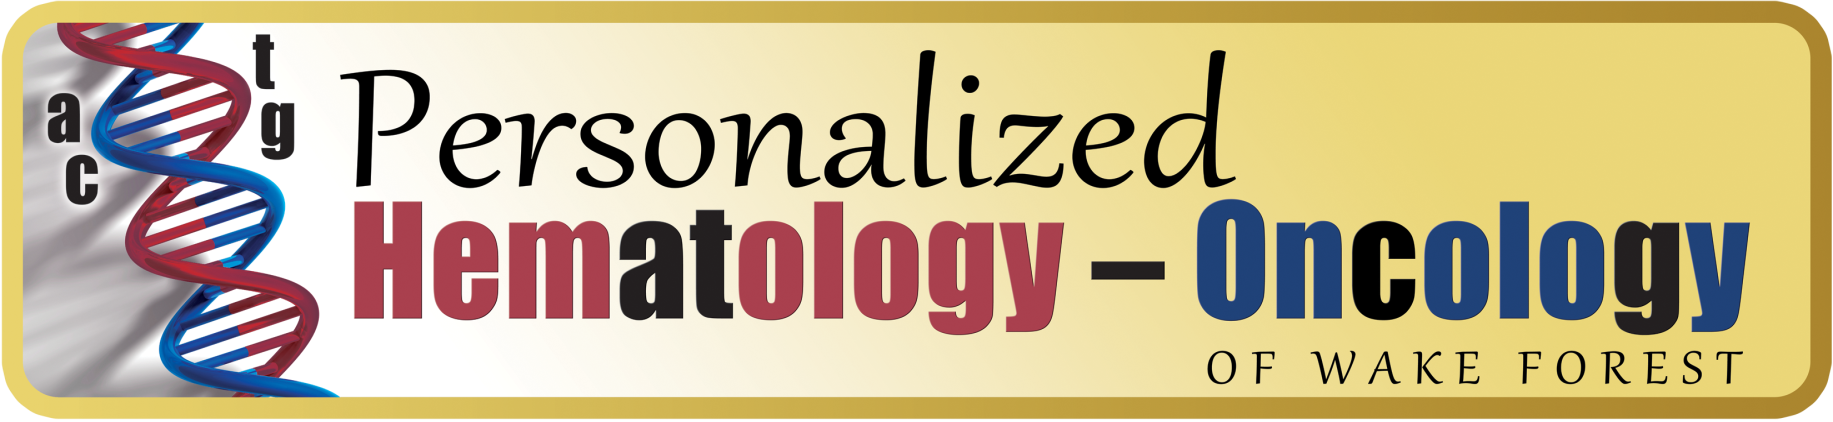 t
a g
c
Personalized
Hematology – Oncology
OF WAKE FOREST